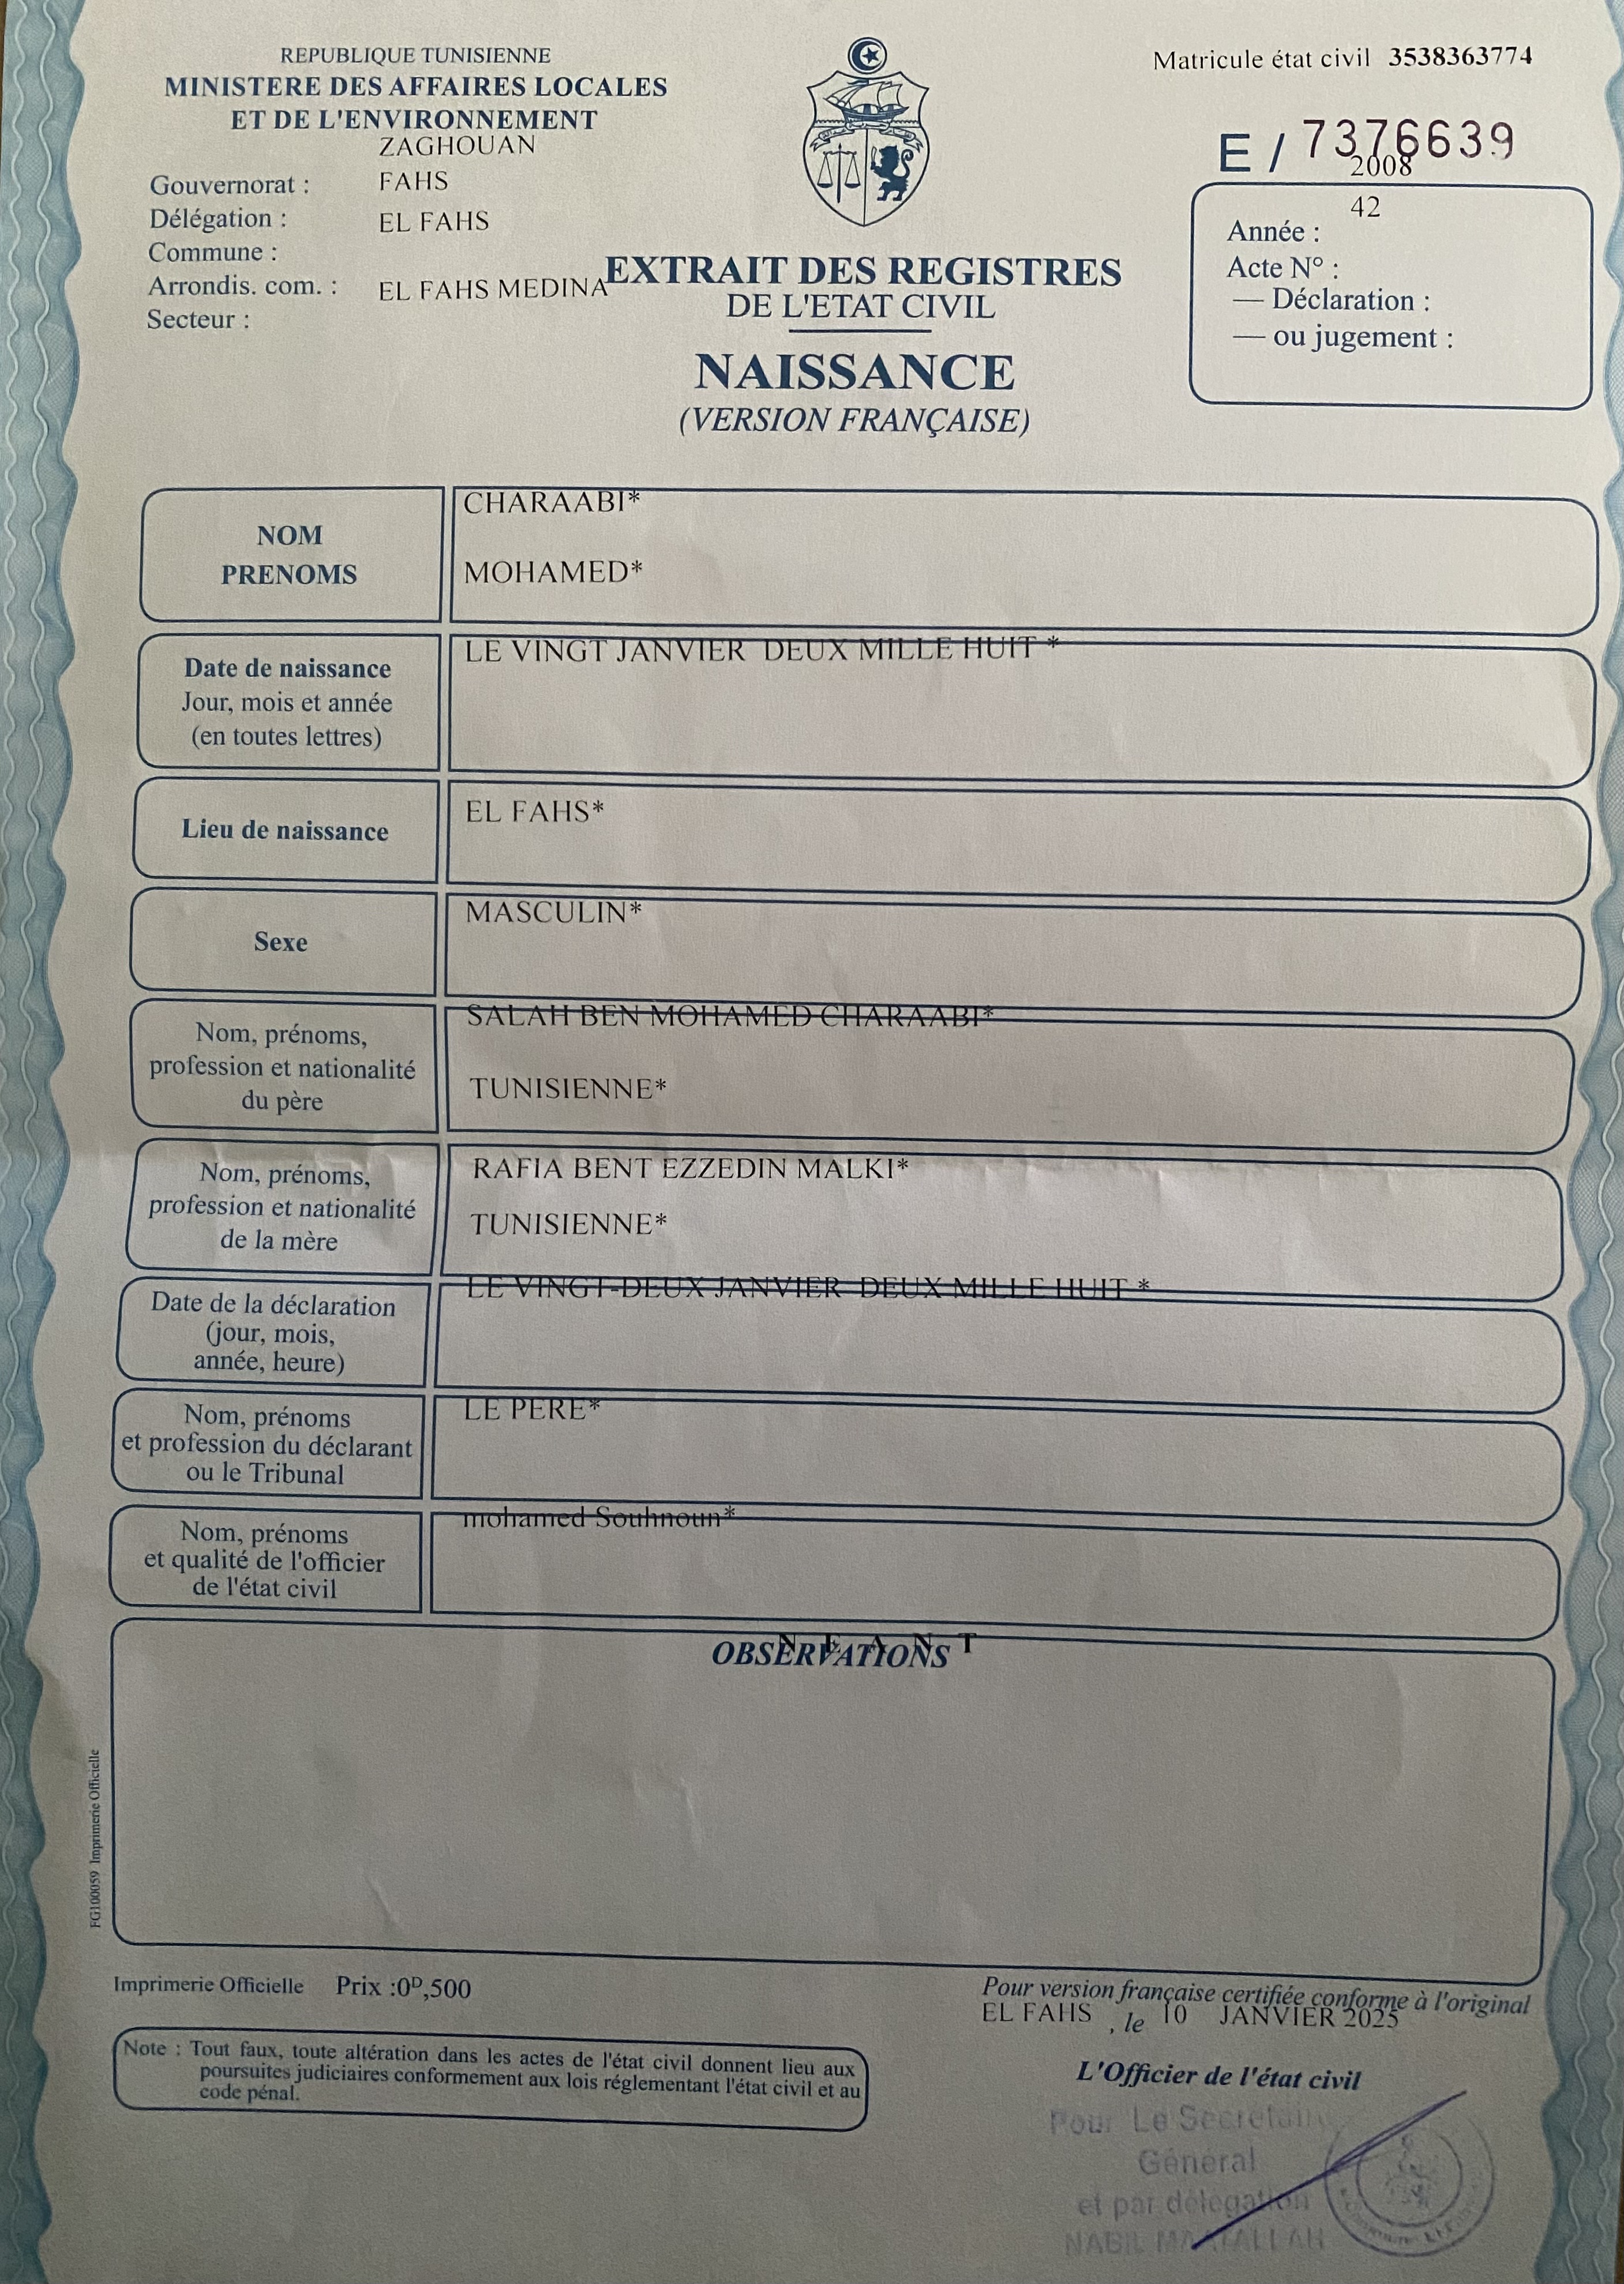 REPUBLIQUE TUNISIENNE
MINISTERE DES AFFAIRES LOCALES
ET DE L'ENVIRONNEMENT
ZAGHOUAN
Gouvernorat : FAHS
Délégation : EL FAHS
Commune :
Arrondis. com. : EL FAHS MEDINA
Secteur :
Matricule état civil 3538363774
E / 7376639
2008
42
Année :
Acte N° :
— Déclaration :
— ou jugement :
EXTRAIT DES REGISTRES
DE L'ETAT CIVIL
NAISSANCE
(VERSION FRANÇAISE)
NOM
PRENOMS
CHARAABI*
MOHAMED*
Date de naissance
Jour, mois et année
(en toutes lettres)
LE VINGT JANVIER DEUX MILLE HUIT *
Lieu de naissance
EL FAHS*
Sexe
MASCULIN*
Nom, prénoms,
profession et nationalité
du père
SALAH BEN MOHAMED CHARAABI*
TUNISIENNE*
Nom, prénoms,
profession et nationalité
de la mère
RAFIA BENT EZZEDIN MALKI*
TUNISIENNE*
Date de la déclaration
(jour, mois,
année, heure)
LE VINGT-DEUX JANVIER DEUX MILLE HUIT *
Nom, prénoms
et profession du déclarant
ou le Tribunal
LE PERE*
Nom, prénoms
et qualité de l'officier
de l'état civil
mohamed Souhnoun*
N E A N T
OBSERVATIONS
FG100059 Imprimerie Officielle
Imprimerie Officielle Prix :0ᴰ,500
Pour version française certifiée conforme à l'original
EL FAHS , le 10 JANVIER 2025
Note : Tout faux, toute altération dans les actes de l'état civil donnent lieu aux
poursuites judiciaires conformement aux lois réglementant l'état civil et au
code pénal.
L'Officier de l'état civil
Pour Le Secrétaire
Général
et par délégation
NABIL MAATALLAH